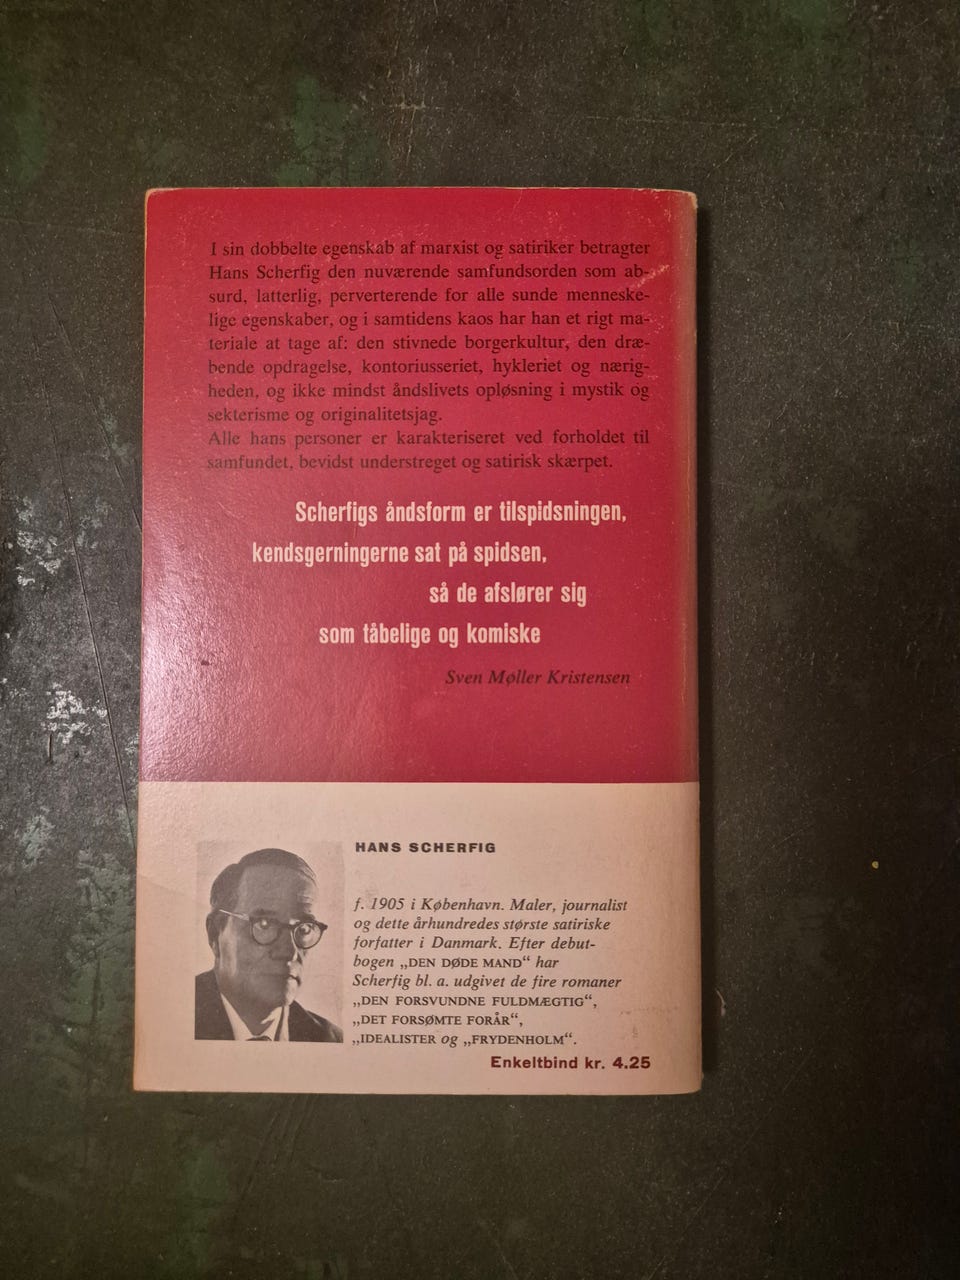 I sin dobbelte egenskab af marxist og satiriker betragter
Hans Scherfig den nuværende samfundsorden som ab-
surd, latterlig, perverterende for alle sunde menneske-
lige egenskaber, og i samtidens kaos har han et rigt ma-
teriale at tage af: den stivnede borgerkultur, den dræ-
bende opdragelse, kontoriusseriet, hykleriet og nærig-
heden, og ikke mindst åndslivets opløsning i mystik og
sekterisme og originalitetsjag.
Alle hans personer er karakteriseret ved forholdet til
samfundet, bevidst understreget og satirisk skærpet.
Scherfigs åndsform er tilspidsningen,
kendsgerningerne sat på spidsen,
så de afslører sig
som tåbelige og komiske
Sven Møller Kristensen
HANS SCHERFIG
f. 1905 i København. Maler, journalist
og dette århundredes største satiriske
forfatter i Danmark. Efter debut-
bogen „DEN DØDE MAND“ har
Scherfig bl. a. udgivet de fire romaner
„DEN FORSVUNDNE FULDMÆGTIG“,
„DET FORSØMTE FORÅR“,
„IDEALISTER og „FRYDENHOLM“.
Enkeltbind kr. 4.25